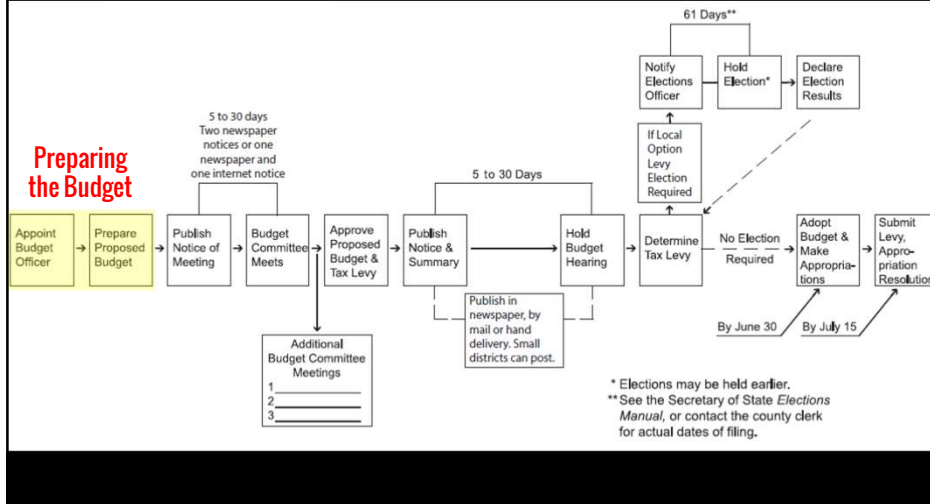 61 Days**
Notify
Elections
Officer
Hold
Election*
Declare
Election
Results
5 to 30 days
Two newspaper
notices or one
newspaper and
one internet notice
If Local
Option
Levy
Election
Required
Preparing
the Budget
5 to 30 Days
Appoint
Budget
Officer
Prepare
Proposed
Budget
Publish
Notice of
Meeting
Budget
Committee
Meets
Approve
Proposed
Budget &
Tax Levy
Publish
Notice &
Summary
Hold
Budget
Hearing
Determine
Tax Levy
No Election
Required
Adopt
Budget &
Make
Appropria-
tions
Submit
Levy,
Appro-
priation
Resolution
Publish in
newspaper, by
mail or hand
delivery. Small
districts can post.
By June 30
By July 15
Additional
Budget Committee
Meetings
1
2
3
* Elections may be held earlier.
**See the Secretary of State Elections
Manual, or contact the county clerk
for actual dates of filing.